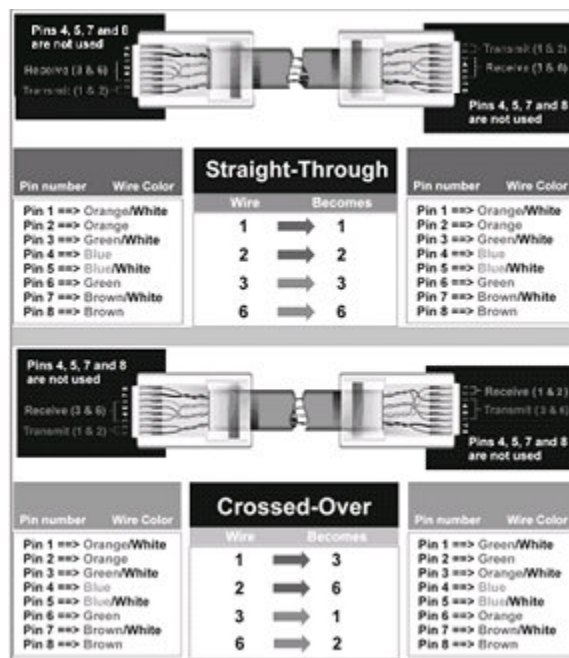 Pins 4, 5, 7 and 8
are not used
Receive (3 & 6)
Transmit (1 & 2)
Transmit (1 & 2)
Receive (3 & 6)
Pins 4, 5, 7 and 8
are not used
Straight-Through
Pin number Wire Color
Pin 1 ==> Orange/White
Pin 2 ==> Orange
Pin 3 ==> Green/White
Pin 4 ==> Blue
Pin 5 ==> Blue/White
Pin 6 ==> Green
Pin 7 ==> Brown/White
Pin 8 ==> Brown
Wire Becomes
1 1
2 2
3 3
6 6
Pin number Wire Color
Pin 1 ==> Orange/White
Pin 2 ==> Orange
Pin 3 ==> Green/White
Pin 4 ==> Blue
Pin 5 ==> Blue/White
Pin 6 ==> Green
Pin 7 ==> Brown/White
Pin 8 ==> Brown
Pins 4, 5, 7 and 8
are not used
Receive (3 & 6)
Transmit (1 & 2)
Receive (1 & 2)
Transmit (3 & 6)
Pins 4, 5, 7 and 8
are not used
Crossed-Over
Pin number Wire Color
Pin 1 ==> Orange/White
Pin 2 ==> Orange
Pin 3 ==> Green/White
Pin 4 ==> Blue
Pin 5 ==> Blue/White
Pin 6 ==> Green
Pin 7 ==> Brown/White
Pin 8 ==> Brown
Wire Becomes
1 3
2 6
3 1
6 2
Pin number Wire Color
Pin 1 ==> Green/White
Pin 2 ==> Green
Pin 3 ==> Orange/White
Pin 4 ==> Blue
Pin 5 ==> Blue/White
Pin 6 ==> Orange
Pin 7 ==> Brown/White
Pin 8 ==> Brown